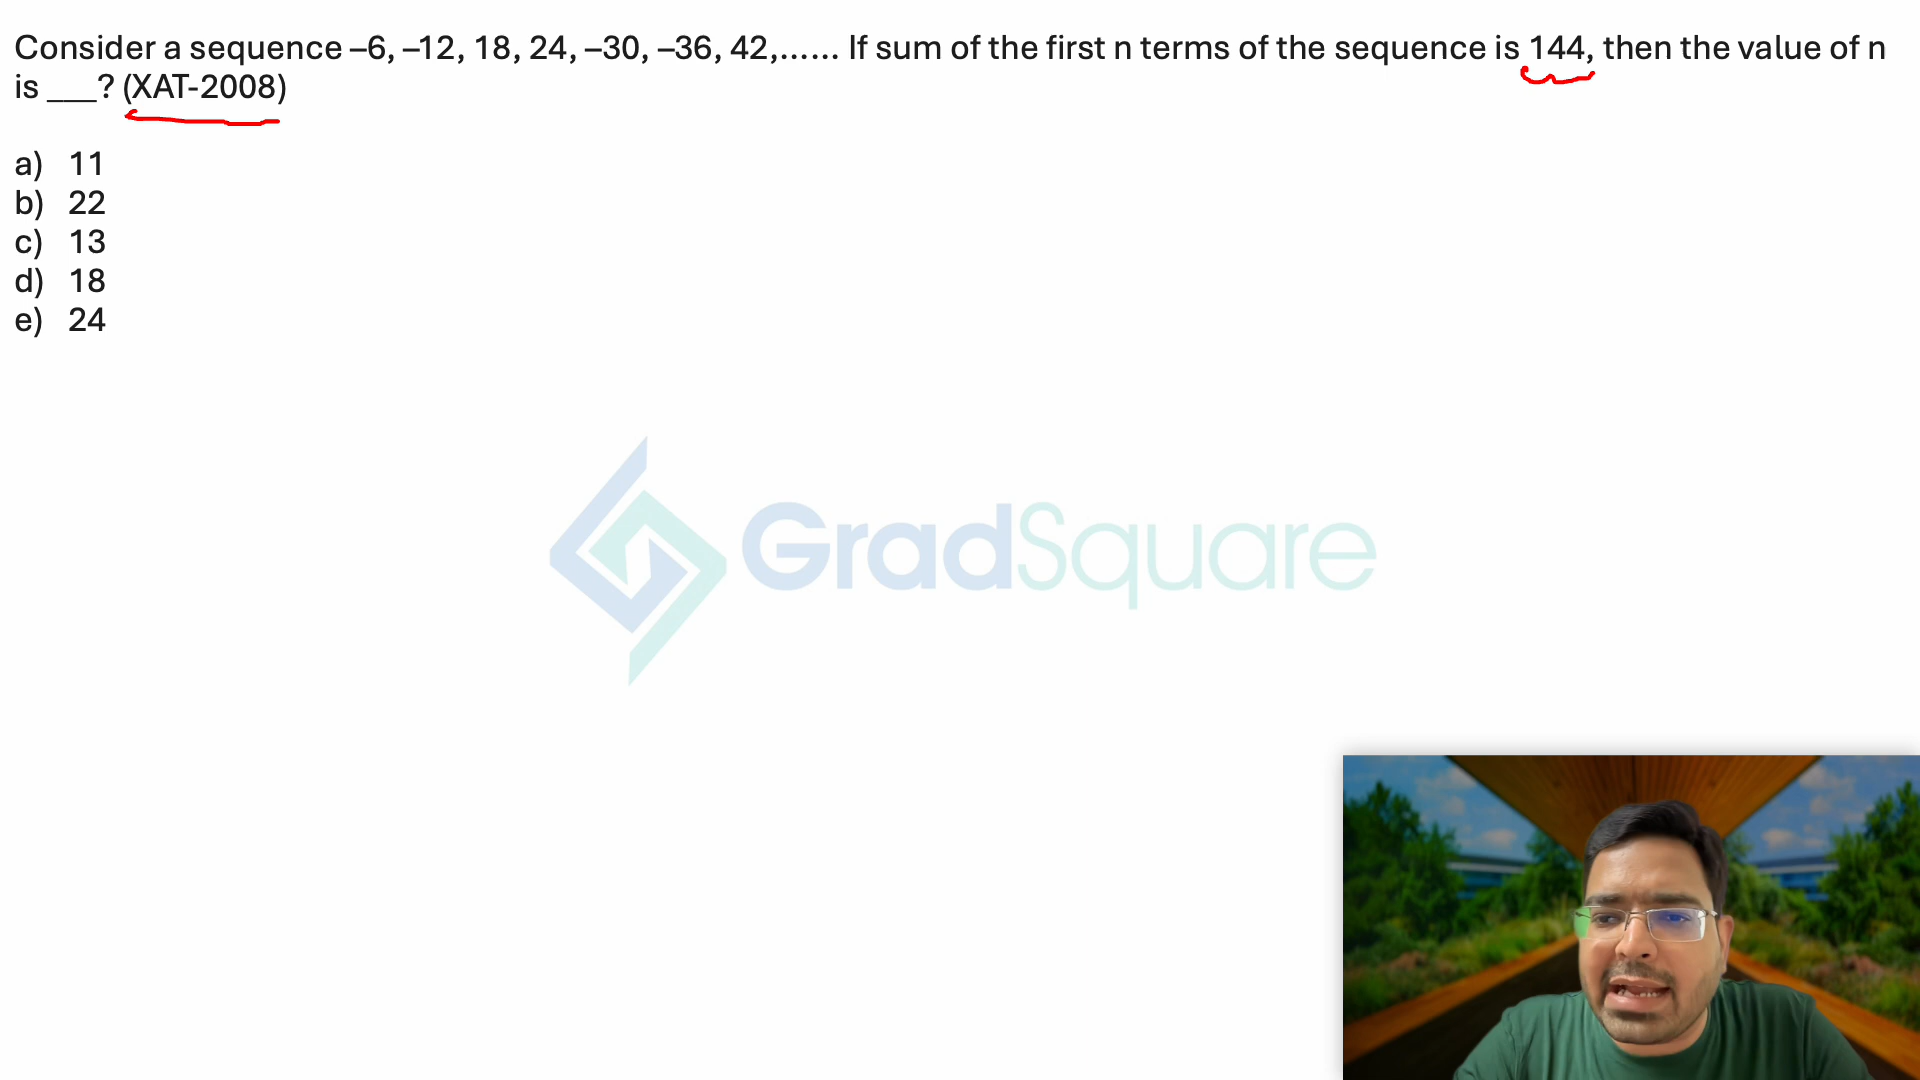 Consider a sequence –6, –12, 18, 24, –30, –36, 42,...... If sum of the first n terms of the sequence is 144, then the value of n
is ___? (XAT-2008)
a) 11
b) 22
c) 13
d) 18
e) 24
GradSquare